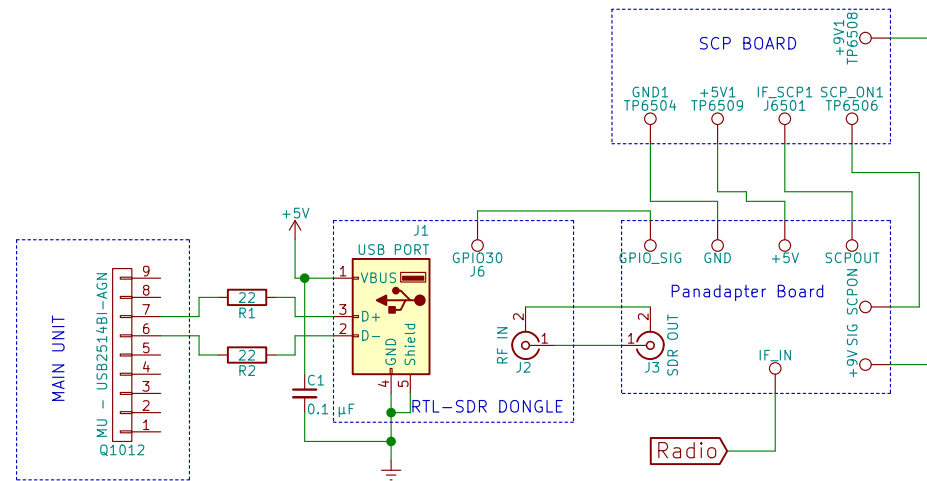 SCP BOARD
+9V1
TP6508
GND1
TP6504
+5V1
TP6509
IF_SCP1
J6501
SCP_ON1
TP6506
+5V
J1
USB PORT
1
VBUS
3
D+
2
D-
GND
Shield
4
5
RTL-SDR DONGLE
GPIO30
J6
GPIO_SIG
GND
+5V
SCPOUT
Panadapter Board
SCPON
+9V SIG
IF_IN
RF IN
2
1
J2
2
1
J3
SDR OUT
MAIN UNIT
MU - USB2514BI-AGN
9
8
7
6
5
4
3
2
1
Q1012
22
R1
22
R2
C1
0.1 µF
Radio